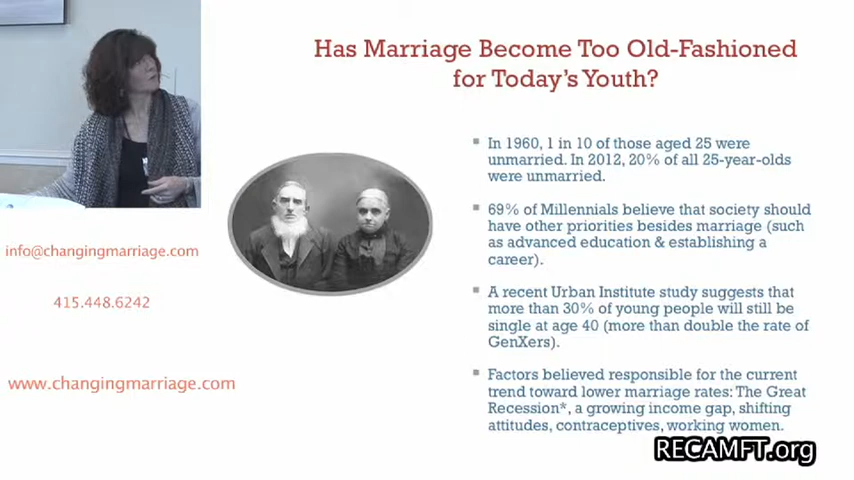 Has Marriage Become Too Old-Fashioned
for Today's Youth?
In 1960, 1 in 10 of those aged 25 were
unmarried. In 2012, 20% of all 25-year-olds
were unmarried.
69% of Millennials believe that society should
have other priorities besides marriage (such
as advanced education & establishing a
career).
A recent Urban Institute study suggests that
more than 30% of young people will still be
single at age 40 (more than double the rate of
GenXers).
Factors believed responsible for the current
trend toward lower marriage rates: The Great
Recession*, a growing income gap, shifting
attitudes, contraceptives, working women.
info@changingmarriage.com
415.448.6242
www.changingmarriage.com
RECAMFT.org